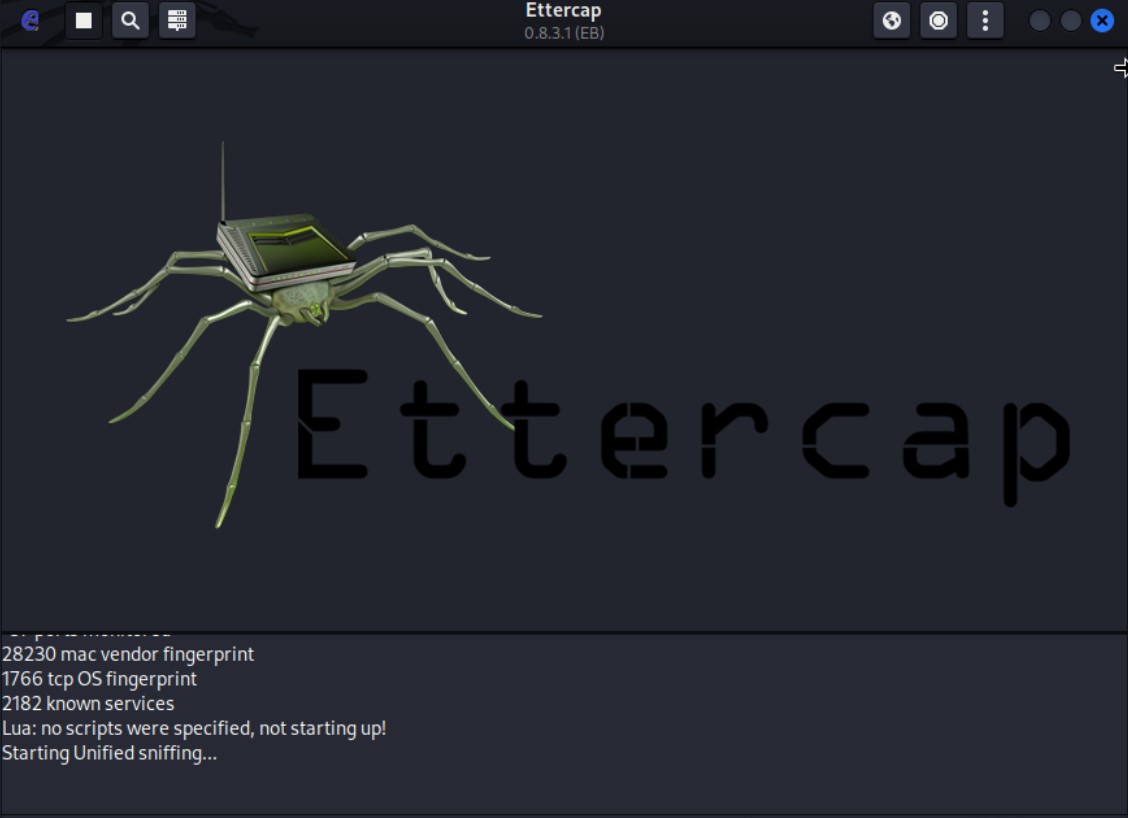 Ettercap
0.8.3.1 (EB)
Ettercap
28230 mac vendor fingerprint
1766 tcp OS fingerprint
2182 known services
Lua: no scripts were specified, not starting up!
Starting Unified sniffing...